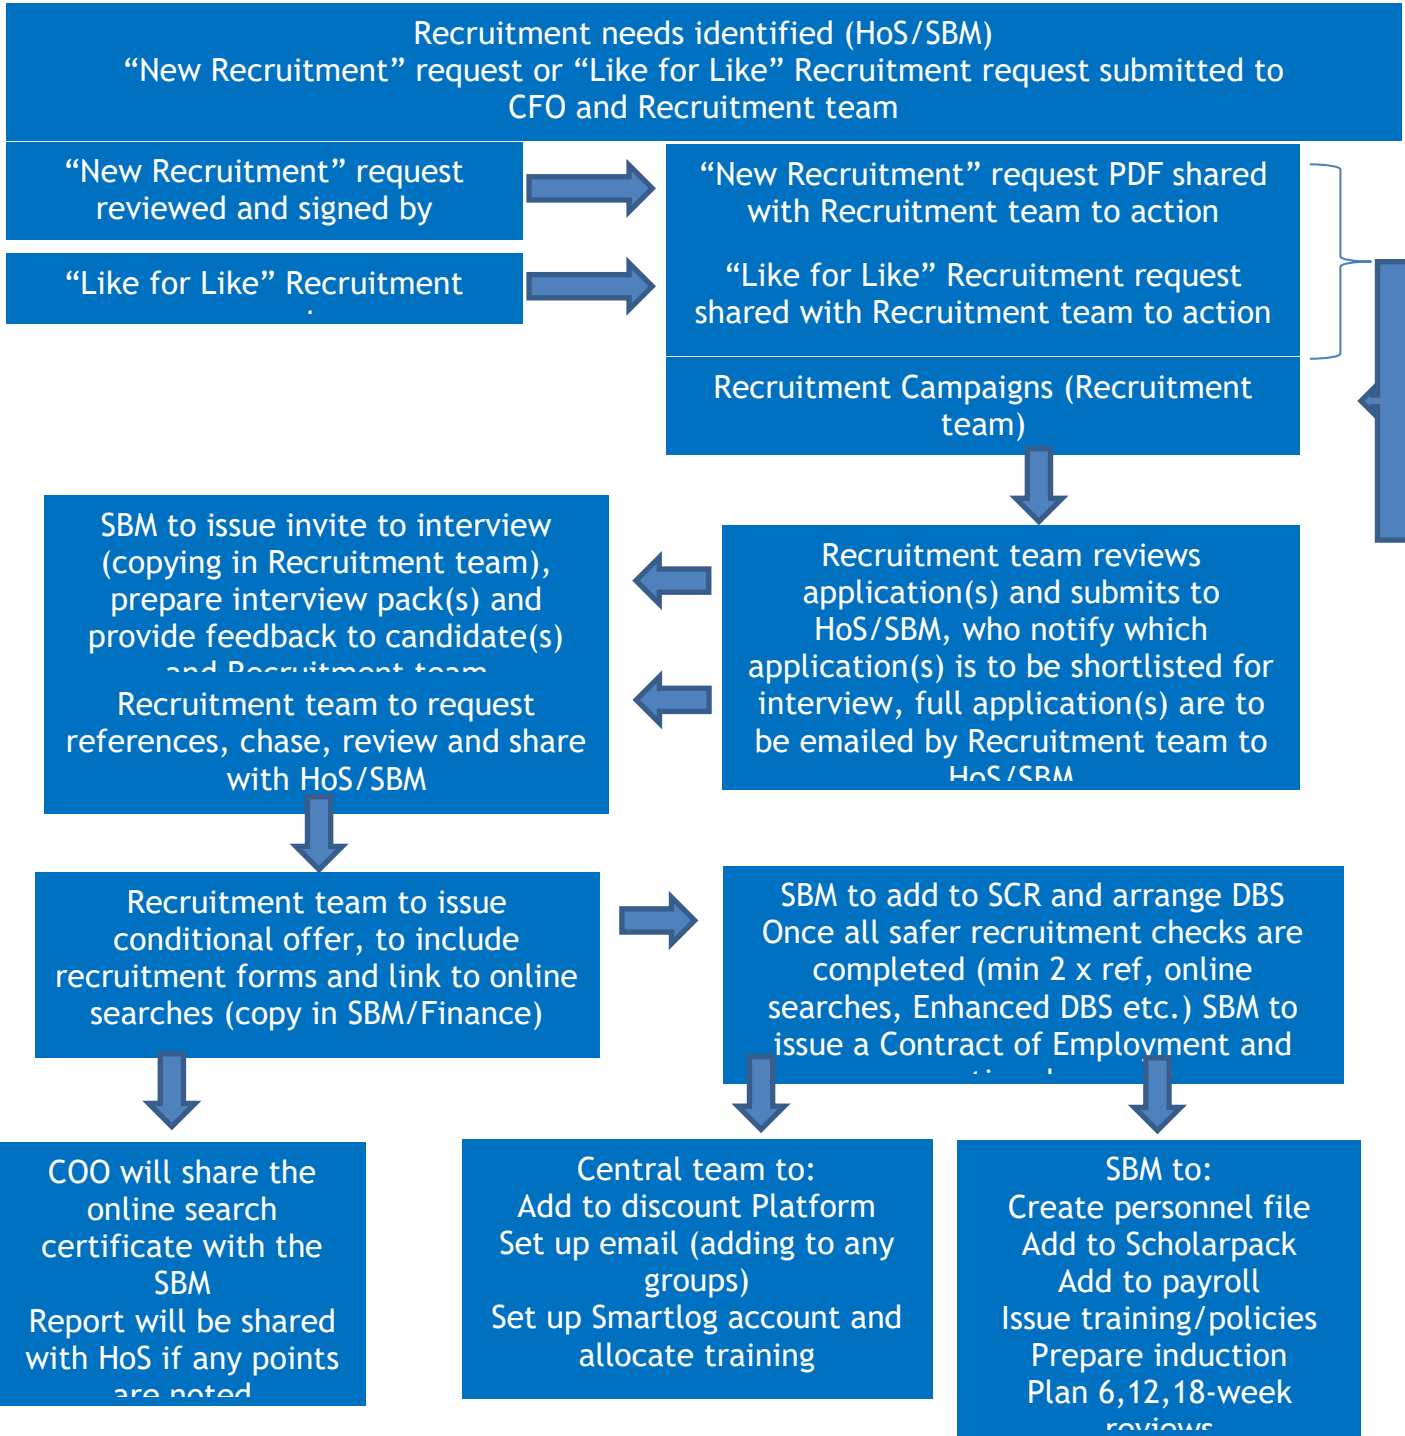 Recruitment needs identified (HoS/SBM)
“New Recruitment” request or “Like for Like” Recruitment request submitted to
CFO and Recruitment team
“New Recruitment” request
reviewed and signed by
“New Recruitment” request PDF shared
with Recruitment team to action
“Like for Like” Recruitment
“Like for Like” Recruitment request
shared with Recruitment team to action
Recruitment Campaigns (Recruitment
team)
Recruitment team reviews
application(s) and submits to
HoS/SBM, who notify which
application(s) is to be shortlisted for
interview, full application(s) are to
be emailed by Recruitment team to
HoS/SBM
SBM to issue invite to interview
(copying in Recruitment team),
prepare interview pack(s) and
provide feedback to candidate(s)
and Recruitment team
Recruitment team to request
references, chase, review and share
with HoS/SBM
Recruitment team to issue
conditional offer, to include
recruitment forms and link to online
searches (copy in SBM/Finance)
SBM to add to SCR and arrange DBS
Once all safer recruitment checks are
completed (min 2 x ref, online
searches, Enhanced DBS etc.) SBM to
issue a Contract of Employment and
COO will share the
online search
certificate with the
SBM
Report will be shared
with HoS if any points
are noted
Central team to:
Add to discount Platform
Set up email (adding to any
groups)
Set up Smartlog account and
allocate training
SBM to:
Create personnel file
Add to Scholarpack
Add to payroll
Issue training/policies
Prepare induction
Plan 6,12,18-week
reviews